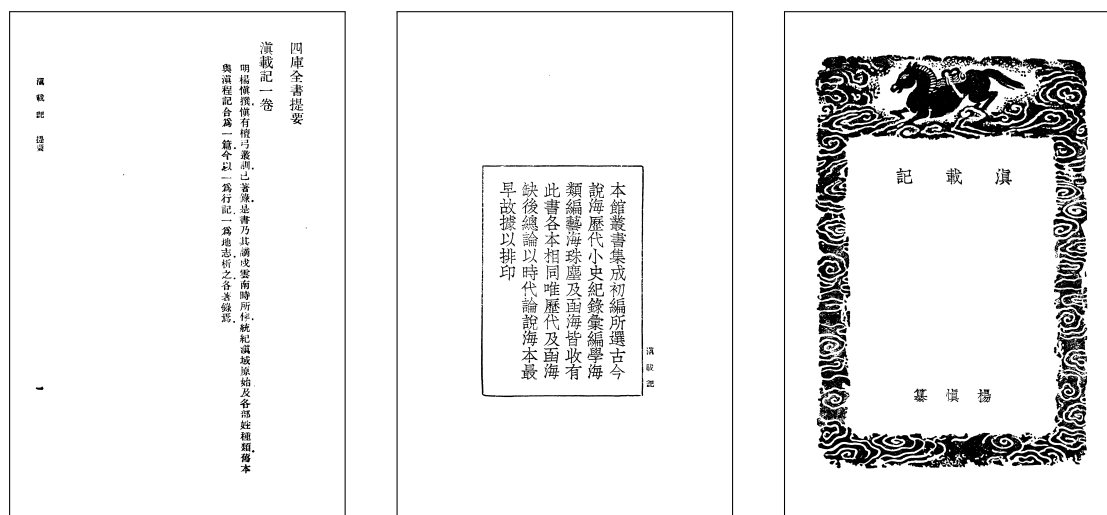 滇載記
楊慎纂
滇載記
本館叢書集成初編所選古今
說海歷代小史紀錄彙編學海
類編藝海珠塵及函海皆收有
此書各本相同唯歷代及函海
缺後總論以時代論說海本最
早故據以排印
四庫全書提要
滇載記一卷
明楊慎撰慎有檀弓叢訓已著錄是書乃其謫戍雲南時所作統紀滇域原始及各部姓種類舊本
與滇程記合爲一篇今以一爲行記一爲地志析之各著錄焉
滇載記 提要
一